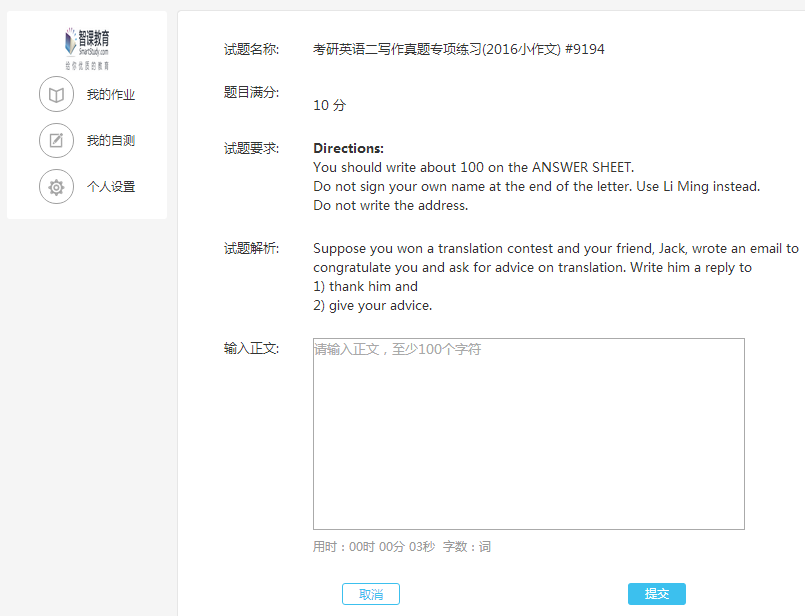 智课教育
SmartStudy.com
给你优质的教育
我的作业
我的自测
个人设置
试题名称: 考研英语二写作真题专项练习(2016小作文) #9194
题目满分:
10 分
试题要求: Directions:
You should write about 100 on the ANSWER SHEET.
Do not sign your own name at the end of the letter. Use Li Ming instead.
Do not write the address.
试题解析: Suppose you won a translation contest and your friend, Jack, wrote an email to
congratulate you and ask for advice on translation. Write him a reply to
1) thank him and
2) give your advice.
输入正文: 请输入正文，至少100个字符
用时：00时 00分 03秒 字数：词
取消 提交